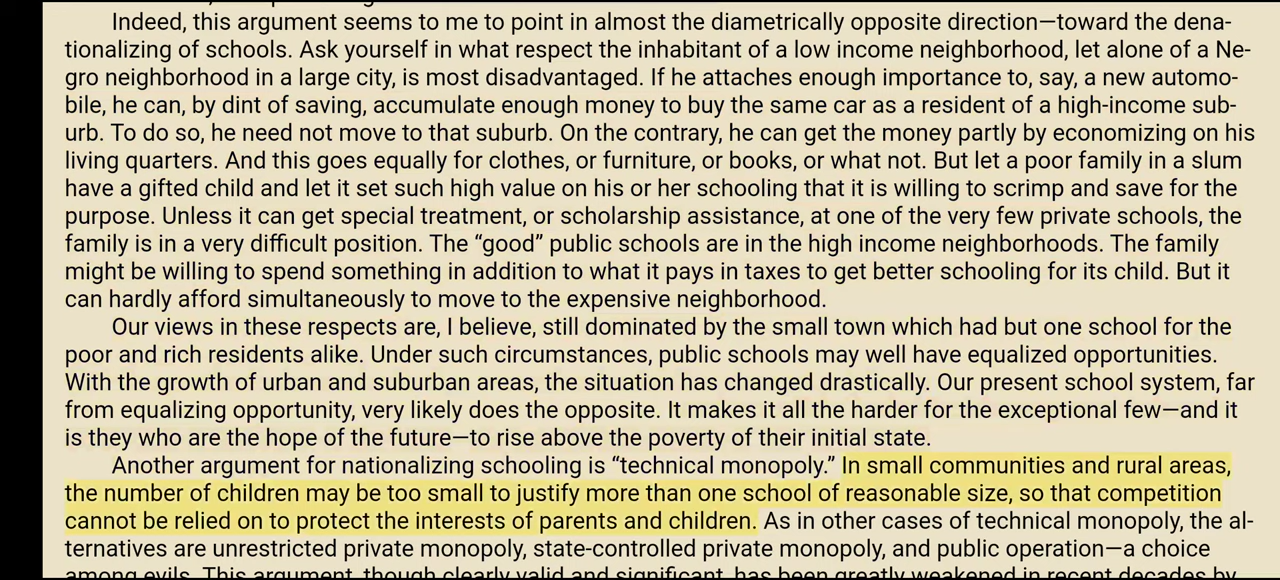 Indeed, this argument seems to me to point in almost the diametrically opposite direction—toward the dena-
tionalizing of schools. Ask yourself in what respect the inhabitant of a low income neighborhood, let alone of a Ne-
gro neighborhood in a large city, is most disadvantaged. If he attaches enough importance to, say, a new automo-
bile, he can, by dint of saving, accumulate enough money to buy the same car as a resident of a high-income sub-
urb. To do so, he need not move to that suburb. On the contrary, he can get the money partly by economizing on his
living quarters. And this goes equally for clothes, or furniture, or books, or what not. But let a poor family in a slum
have a gifted child and let it set such high value on his or her schooling that it is willing to scrimp and save for the
purpose. Unless it can get special treatment, or scholarship assistance, at one of the very few private schools, the
family is in a very difficult position. The “good” public schools are in the high income neighborhoods. The family
might be willing to spend something in addition to what it pays in taxes to get better schooling for its child. But it
can hardly afford simultaneously to move to the expensive neighborhood.
Our views in these respects are, I believe, still dominated by the small town which had but one school for the
poor and rich residents alike. Under such circumstances, public schools may well have equalized opportunities.
With the growth of urban and suburban areas, the situation has changed drastically. Our present school system, far
from equalizing opportunity, very likely does the opposite. It makes it all the harder for the exceptional few—and it
is they who are the hope of the future—to rise above the poverty of their initial state.
Another argument for nationalizing schooling is “technical monopoly.” In small communities and rural areas,
the number of children may be too small to justify more than one school of reasonable size, so that competition
cannot be relied on to protect the interests of parents and children. As in other cases of technical monopoly, the al-
ternatives are unrestricted private monopoly, state-controlled private monopoly, and public operation—a choice
among evils. This argument, though clearly valid and significant, has been greatly weakened in recent decades by